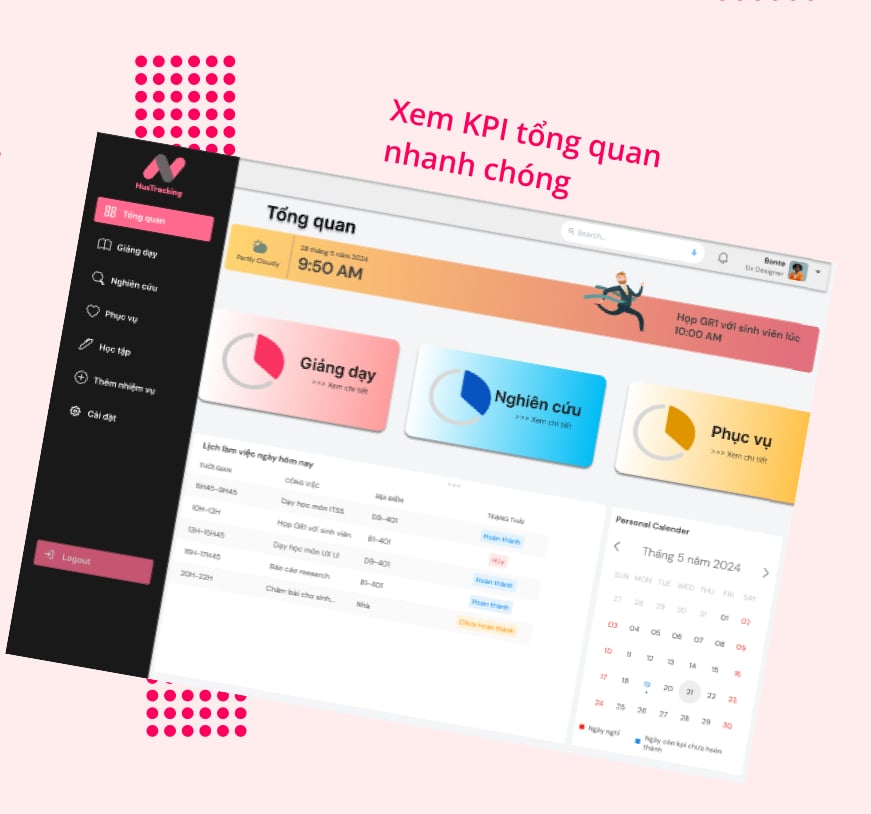 Xem KPI tổng quan
nhanh chóng
HusTracking
Tổng quan
Giảng dạy
Nghiên cứu
Phục vụ
Học tập
Thêm nhiệm vụ
Cài đặt
Logout
Tổng quan
Search...
Bonte
Ux Designer
Partly Cloudy
28 tháng 5 năm 2024
9:50 AM
Họp GR1 với sinh viên lúc
10:00 AM
Giảng dạy
>>> Xem chi tiết
Nghiên cứu
>>> Xem chi tiết
Phục vụ
>>> Xem chi tiết
Lịch làm việc ngày hôm nay
THỜI GIAN CÔNG VIỆC ĐỊA ĐIỂM TRẠNG THÁI
6H45-9H45 Dạy học môn ITSS D9-401 Hoàn thành
10H-12H Họp GR1 với sinh viên B1-401 Hủy
13H-15H45 Dạy học môn UX UI D9-401 Hoàn thành
16H-17H45 Báo cáo research B1-401 Hoàn thành
20H-22H Chấm bài cho sinh... Nhà Chưa hoàn thành
Personal Calender
Tháng 5 năm 2024
SUN MON TUE WED THU FRI SAT
27 28 29 30 31 01 02
03 04 05 06 07 08 09
10 11 12 13 14 15 16
17 18 19 20 21 22 23
24 25 26 27 28 29 30
Ngày nghỉ
Ngày còn kpi chưa hoàn
thành